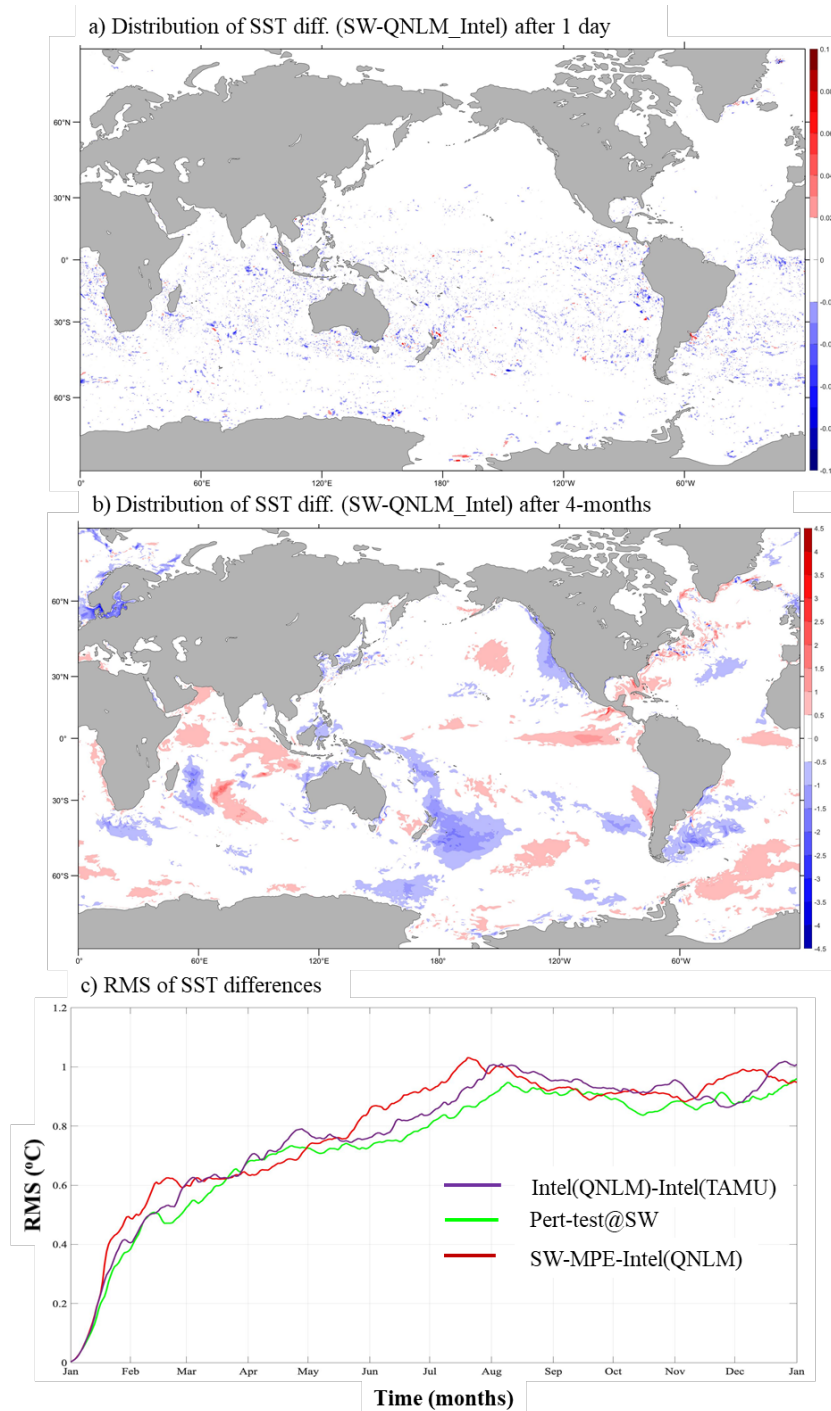 a) Distribution of SST diff. (SW-QNLM_Intel) after 1 day
60°N
30°N
0°
30°S
60°S
0°
60°E
120°E
180°
120°W
60°W
0.1
0.06
0.04
0.02
b) Distribution of SST diff. (SW-QNLM_Intel) after 4-months
60°N
30°N
0°
30°S
60°S
0°
60°E
120°E
180°
120°W
60°W
4.5
4
3.5
3
2.5
2
1.5
1
0.5
0
-0.5
-1
-1.5
-2
-2.5
-3
-3.5
-4
-4.5
c) RMS of SST differences
1.2
1
0.8
0.6
0.4
0.2
0
RMS (°C)
Intel(QNLM)-Intel(TAMU)
Pert-test@SW
SW-MPE-Intel(QNLM)
Jan Feb Mar Apr May Jun Jul Aug Sep Oct Nov Dec Jan
Time (months)